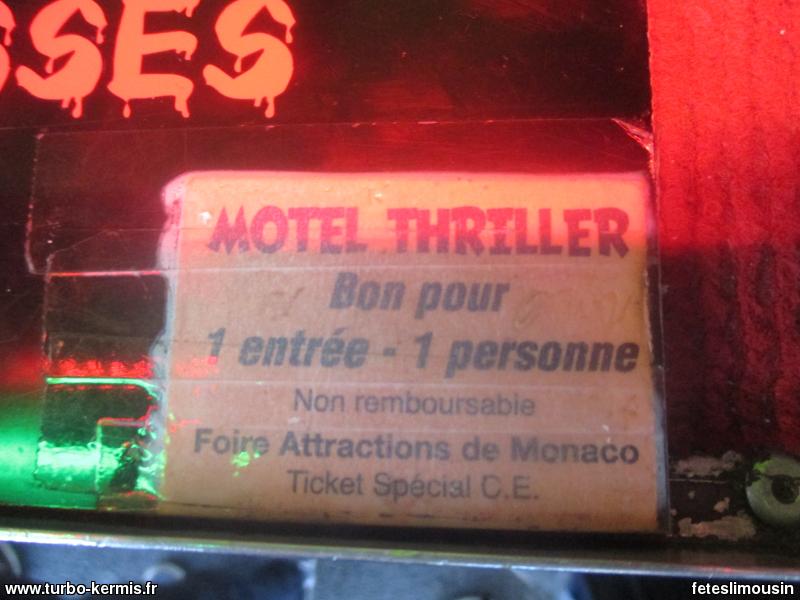 SSES
MOTEL THRILLER
Bon pour
1 entrée - 1 personne
Non remboursable
Foire Attractions de Monaco
Ticket Spécial C.E.
www.turbo-kermis.fr
feteslimousin